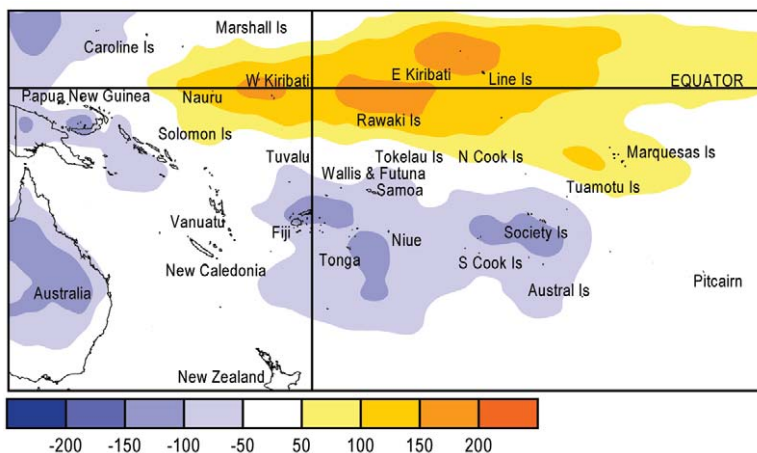 Marshall Is
Caroline Is
W Kiribati
E Kiribati
Line Is
EQUATOR
Papua New Guinea
Nauru
Rawaki Is
Solomon Is
Tuvalu
Tokelau Is
N Cook Is
Marquesas Is
Wallis & Futuna
Samoa
Tuamotu Is
Vanuatu
Fiji
Niue
Society Is
New Caledonia
Tonga
S Cook Is
Pitcairn
Australia
Austral Is
New Zealand
-200 -150 -100 -50 50 100 150 200